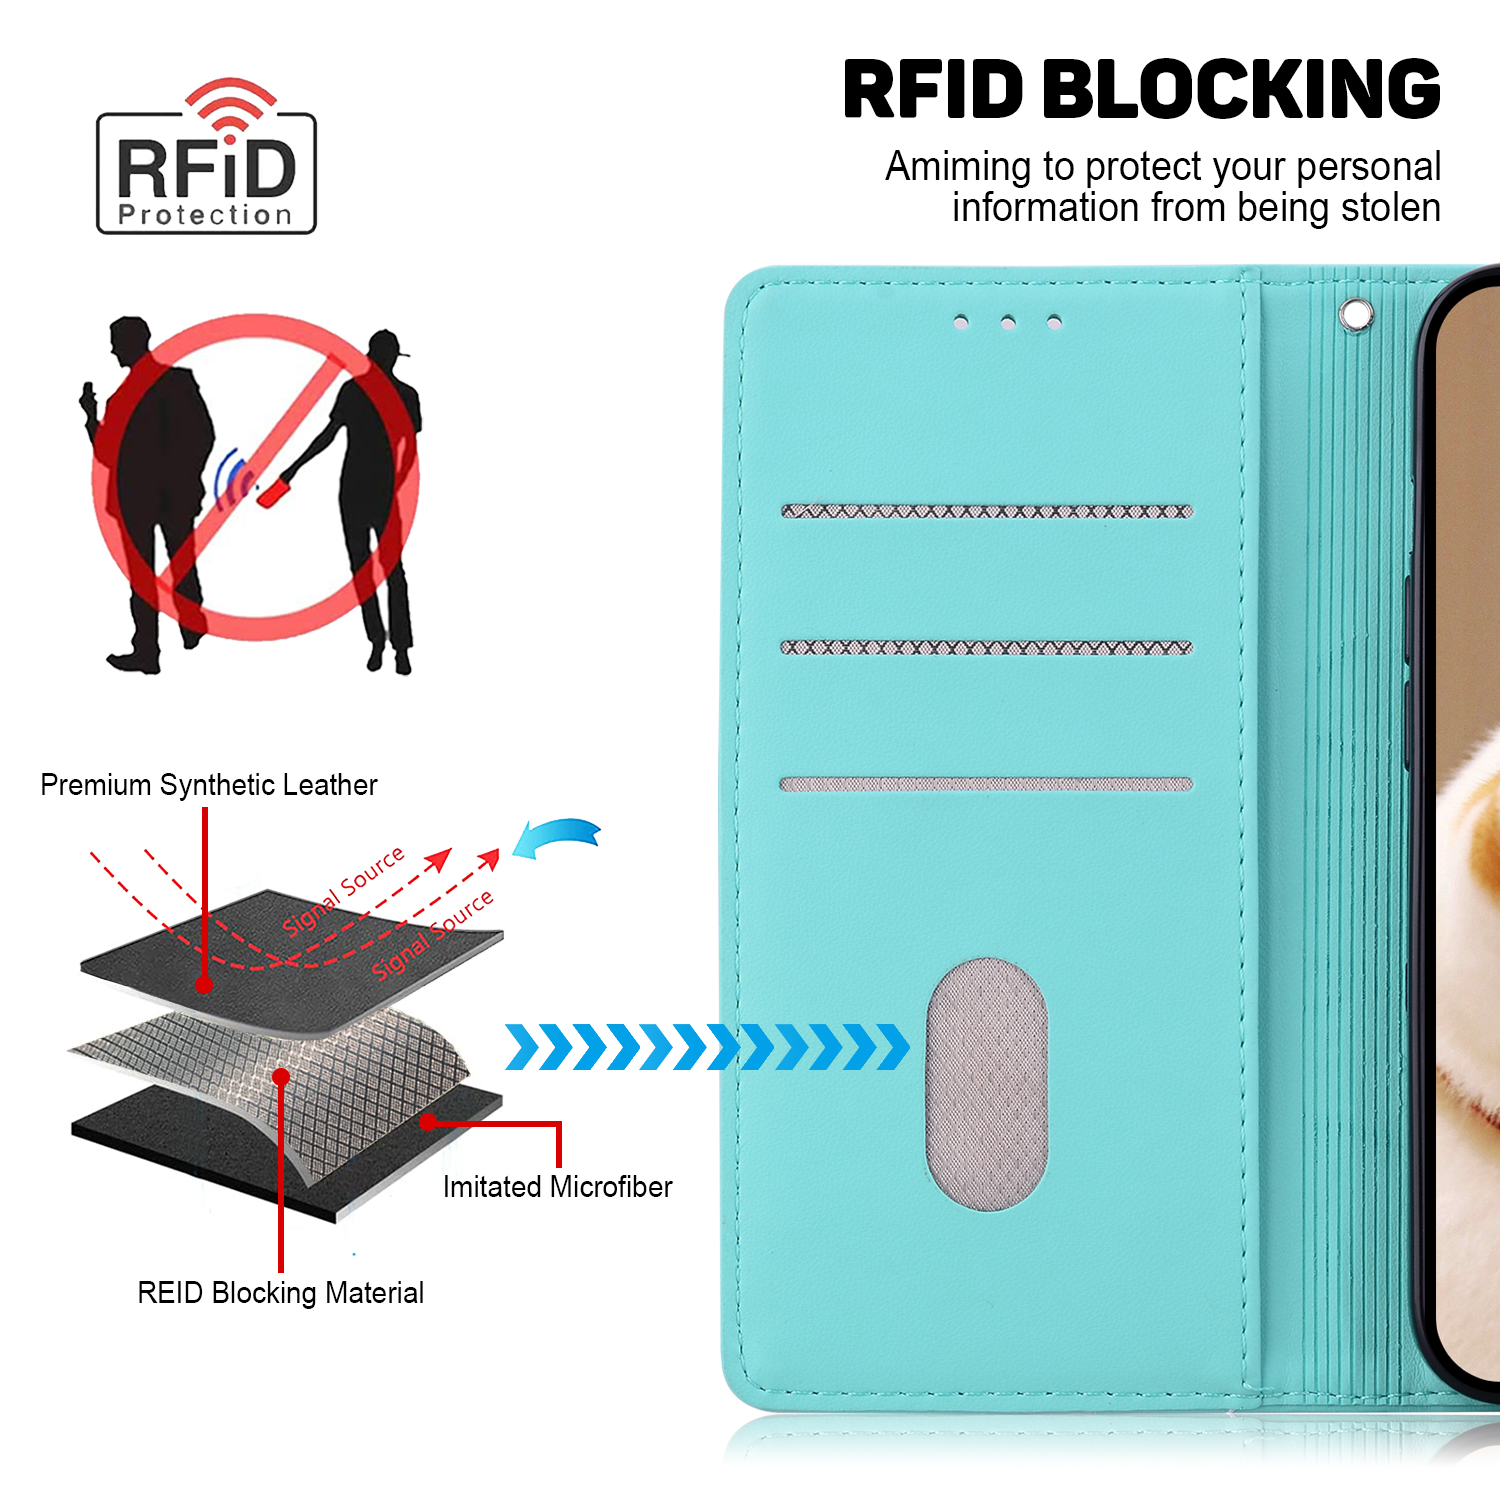 RFiD
Protection
RFID BLOCKING
Amiming to protect your personal
information from being stolen
Premium Synthetic Leather
Signal Source
Signal Source
Imitated Microfiber
REID Blocking Material